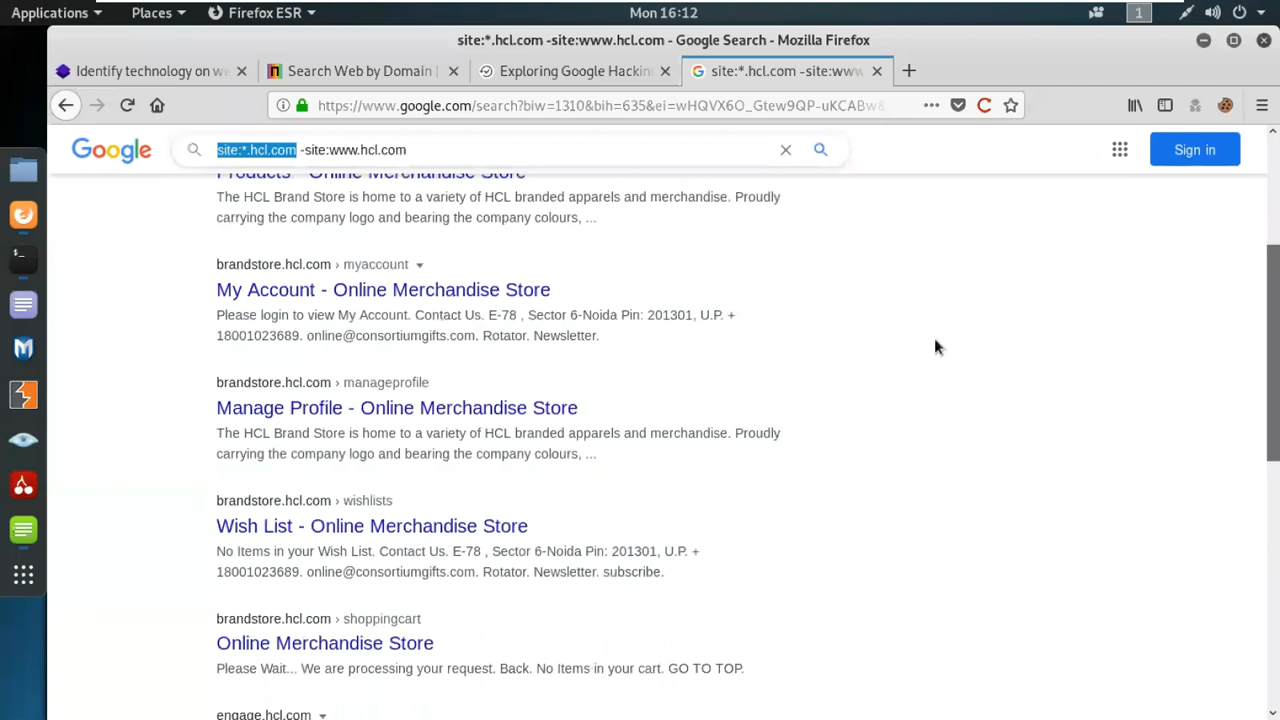 Applications
Places
Firefox ESR
Mon 16:12
1
site:*.hcl.com -site:www.hcl.com - Google Search - Mozilla Firefox
Identify technology on we
Search Web by Domain
Exploring Google Hackin
site:*.hcl.com -site:www
https://www.google.com/search?biw=1310&bih=635&ei=wHQVX6O_Gtew9QP-uKCABw
Google
site:*.hcl.com -site:www.hcl.com
Sign in
Products - Online Merchandise Store
The HCL Brand Store is home to a variety of HCL branded apparels and merchandise. Proudly
carrying the company logo and bearing the company colours, ...
brandstore.hcl.com › myaccount
My Account - Online Merchandise Store
Please login to view My Account. Contact Us. E-78 , Sector 6-Noida Pin: 201301, U.P. +
18001023689. online@consortiumgifts.com. Rotator. Newsletter.
brandstore.hcl.com › manageprofile
Manage Profile - Online Merchandise Store
The HCL Brand Store is home to a variety of HCL branded apparels and merchandise. Proudly
carrying the company logo and bearing the company colours, ...
brandstore.hcl.com › wishlists
Wish List - Online Merchandise Store
No Items in your Wish List. Contact Us. E-78 , Sector 6-Noida Pin: 201301, U.P. +
18001023689. online@consortiumgifts.com. Rotator. Newsletter. subscribe.
brandstore.hcl.com › shoppingcart
Online Merchandise Store
Please Wait... We are processing your request. Back. No Items in your cart. GO TO TOP.
engage.hcl.com